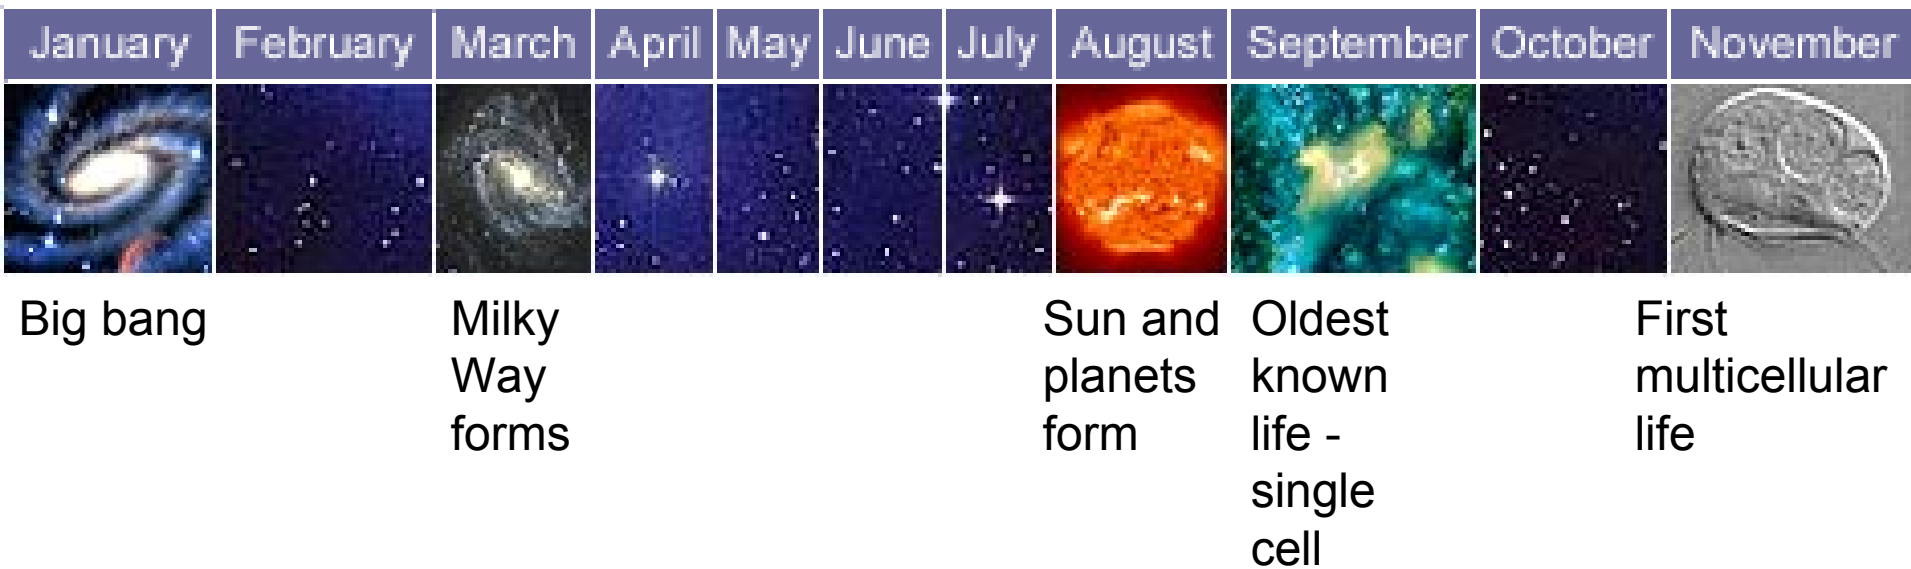 January February March April May June July August September October November
Big bang
Milky
Way
forms
Sun and
planets
form
Oldest
known
life -
single
cell
First
multicellular
life